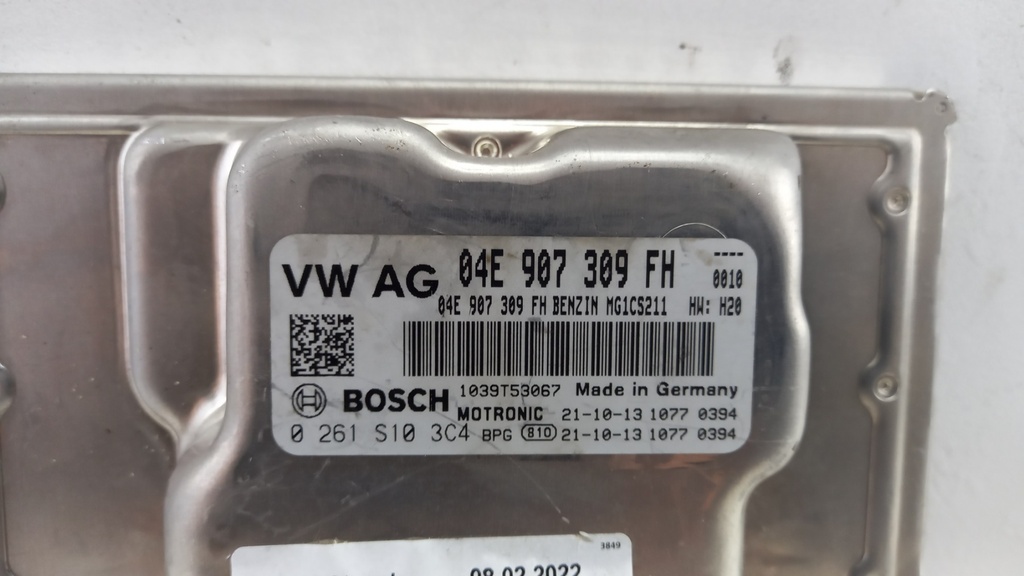 VW AG 04E 907 309 FH ----
0010
04E 907 309 FH BENZIN MG1CS211 HW: H20
BOSCH 1039T53067 Made in Germany
MOTRONIC 21-10-13 1077 0394
0 261 S10 3C4 BPG 810 21-10-13 1077 0394
3849
08.02.2022